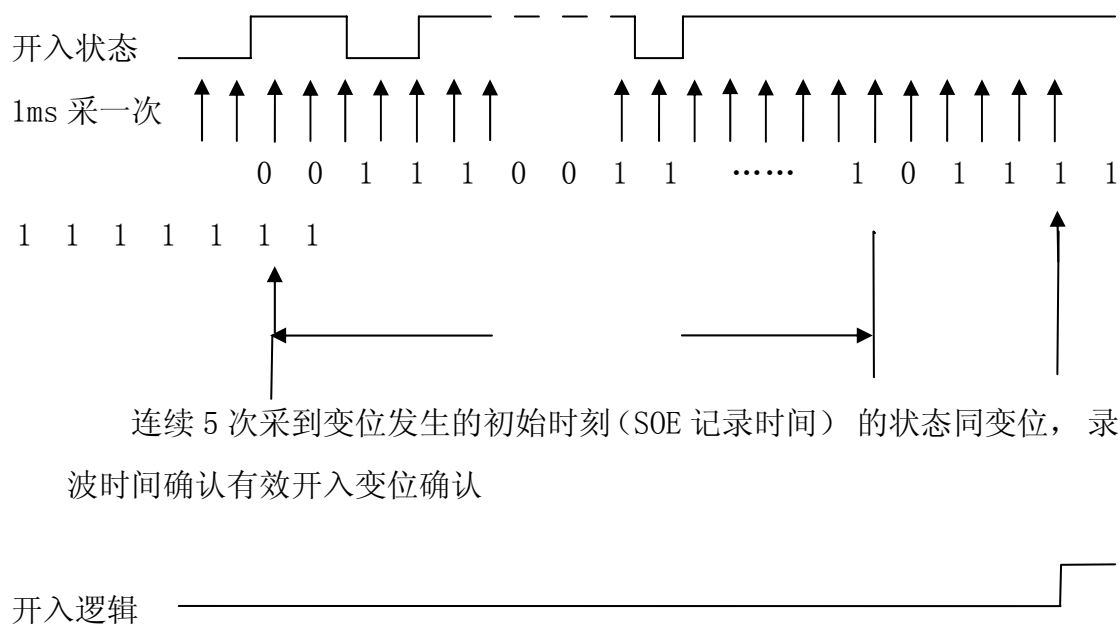 开入状态
1ms 采一次
0 0 1 1 1 0 0 1 1 …… 1 0 1 1 1 1
1 1 1 1 1 1 1
连续 5 次采到变位发生的初始时刻（SOE 记录时间） 的状态同变位， 录
波时间确认有效开入变位确认
开入逻辑